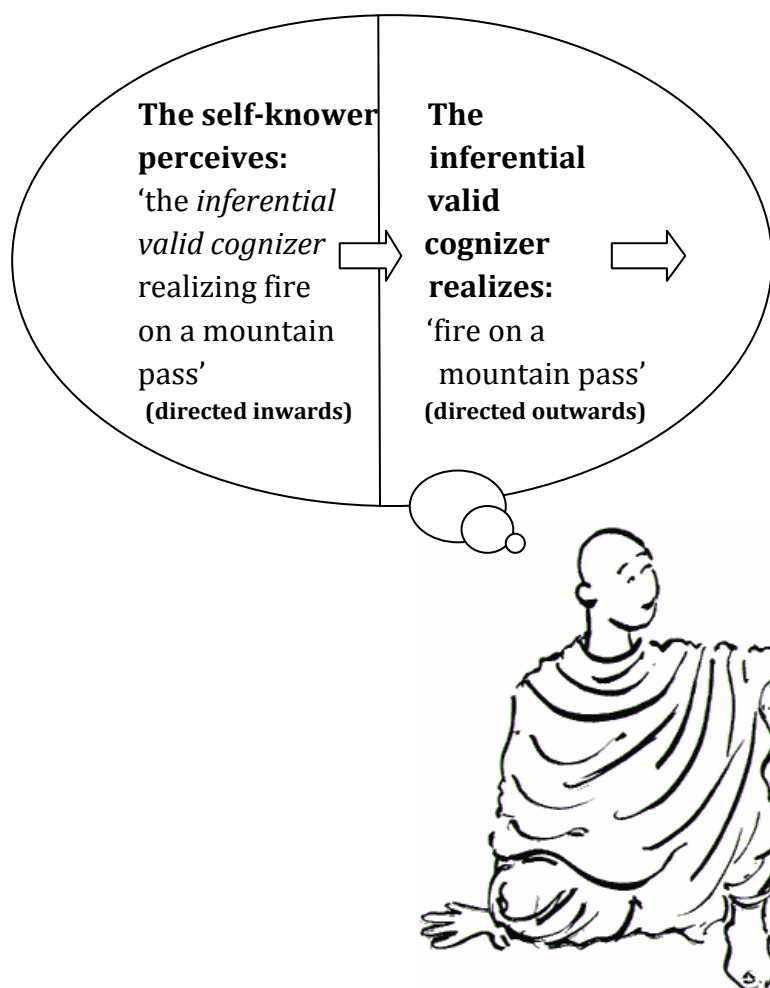 The self-knower
perceives:
‘the inferential
valid cognizer
realizing fire
on a mountain
pass’
(directed inwards)
The
inferential
valid
cognizer
realizes:
‘fire on a
mountain pass’
(directed outwards)